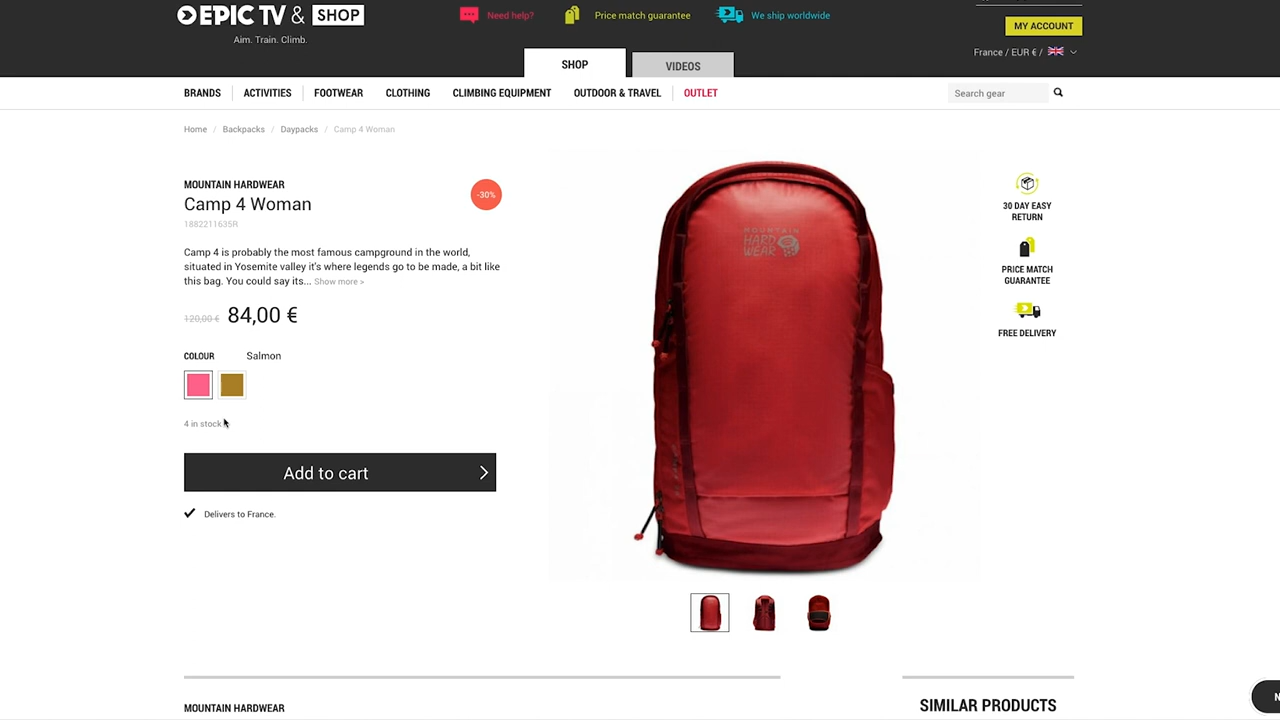 EPIC TV & SHOP
Aim. Train. Climb.
Need help?
Price match guarantee
We ship worldwide
MY ACCOUNT
France / EUR € /
SHOP
VIDEOS
BRANDS
ACTIVITIES
FOOTWEAR
CLOTHING
CLIMBING EQUIPMENT
OUTDOOR & TRAVEL
OUTLET
Search gear
Home / Backpacks / Daypacks / Camp 4 Woman
MOUNTAIN HARDWEAR
Camp 4 Woman
-30%
1882211635R
Camp 4 is probably the most famous campground in the world,
situated in Yosemite valley it's where legends go to be made, a bit like
this bag. You could say its... Show more >
120,00 € 84,00 €
COLOUR Salmon
4 in stock
Add to cart
Delivers to France.
MOUNTAIN
HARD
WEAR
30 DAY EASY
RETURN
PRICE MATCH
GUARANTEE
FREE DELIVERY
MOUNTAIN HARDWEAR
SIMILAR PRODUCTS